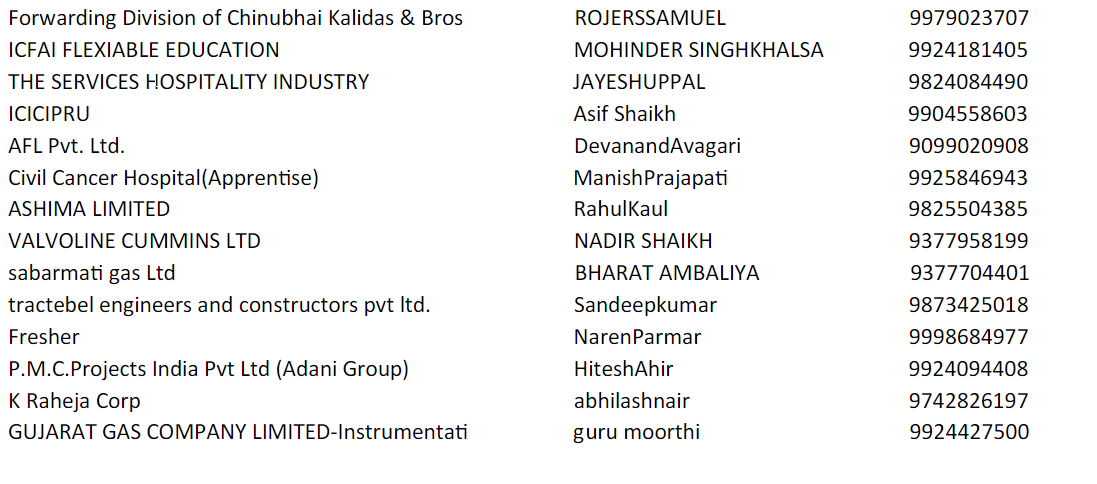 Forwarding Division of Chinubhai Kalidas & Bros ROJERSSAMUEL 9979023707
ICFAI FLEXIABLE EDUCATION MOHINDER SINGHKHALSA 9924181405
THE SERVICES HOSPITALITY INDUSTRY JAYESHUPPAL 9824084490
ICICIPRU Asif Shaikh 9904558603
AFL Pvt. Ltd. DevanandAvagari 9099020908
Civil Cancer Hospital(Apprentise) ManishPrajapati 9925846943
ASHIMA LIMITED RahulKaul 9825504385
VALVOLINE CUMMINS LTD NADIR SHAIKH 9377958199
sabarmati gas Ltd BHARAT AMBALIYA 9377704401
tractebel engineers and constructors pvt ltd. Sandeepkumar 9873425018
Fresher NarenParmar 9998684977
P.M.C.Projects India Pvt Ltd (Adani Group) HiteshAhir 9924094408
K Raheja Corp abhilashnair 9742826197
GUJARAT GAS COMPANY LIMITED-Instrumentati guru moorthi 9924427500